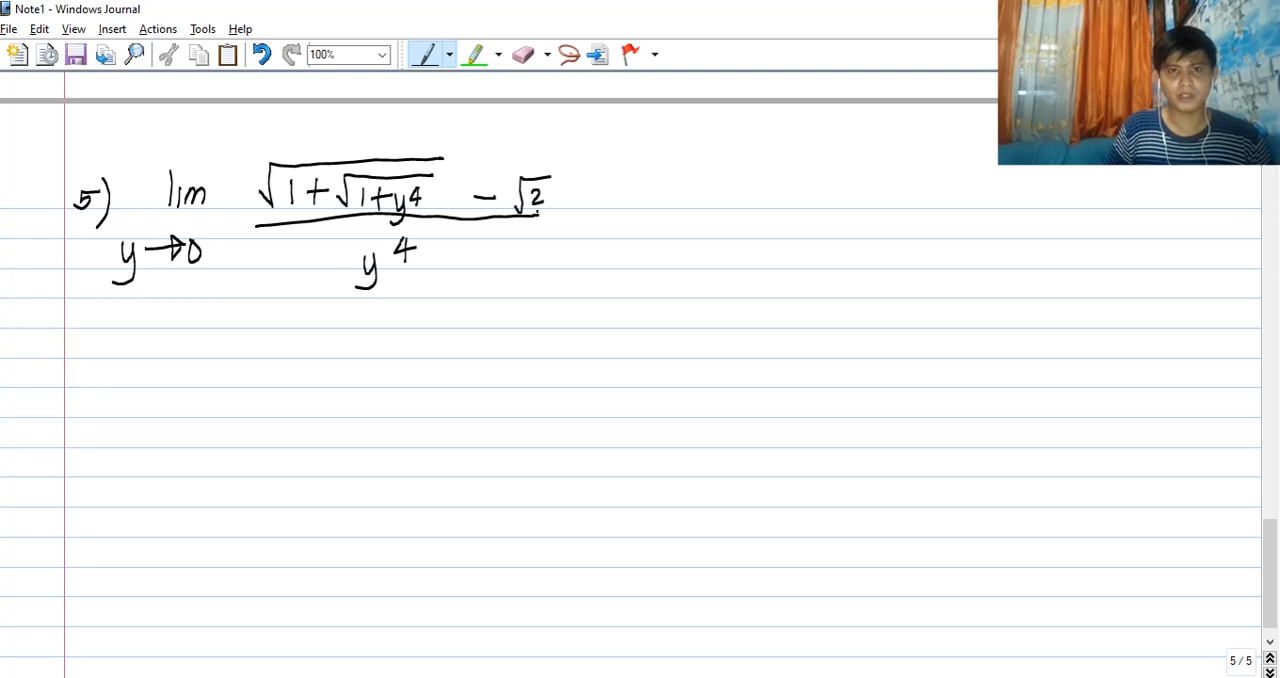 Note1 - Windows Journal
File Edit View Insert Actions Tools Help
100%
5) lim y→0 (√(1+√(1+y⁴)) - √2) / y⁴
5 / 5